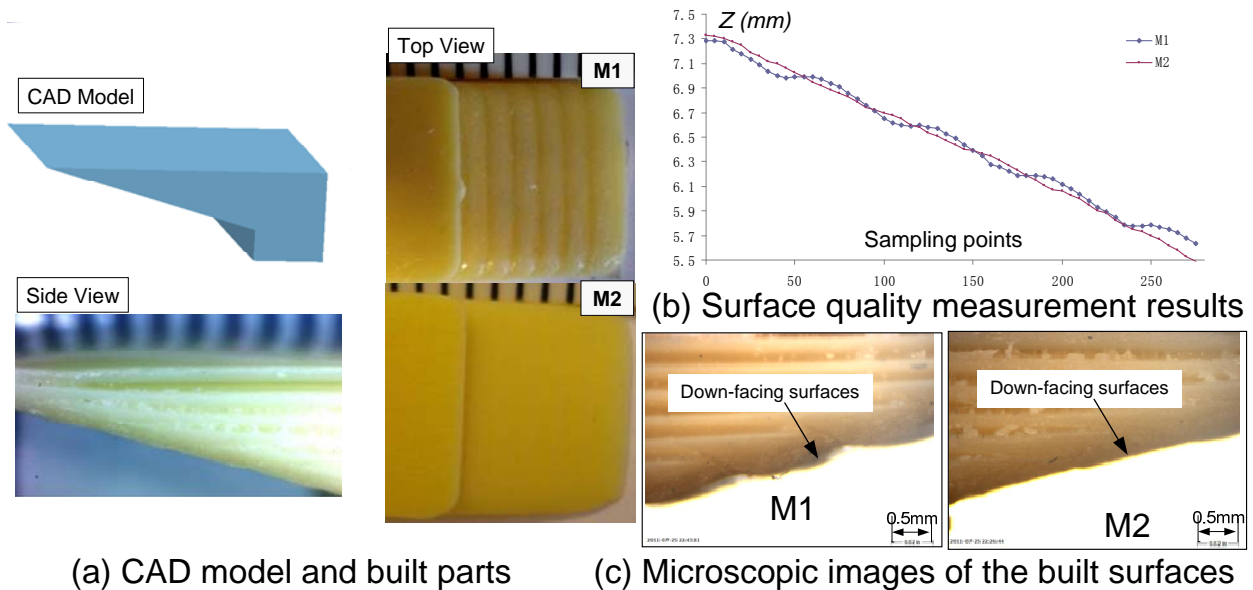 CAD Model
Side View
Top View
M1
M2
(a) CAD model and built parts
Z (mm)
7.5
7.3
7.1
6.9
6.7
6.5
6.3
6.1
5.9
5.7
5.5
0
50
100
150
200
250
M1
M2
Sampling points
(b) Surface quality measurement results
Down-facing surfaces
M1
0.5mm
Down-facing surfaces
M2
0.5mm
(c) Microscopic images of the built surfaces